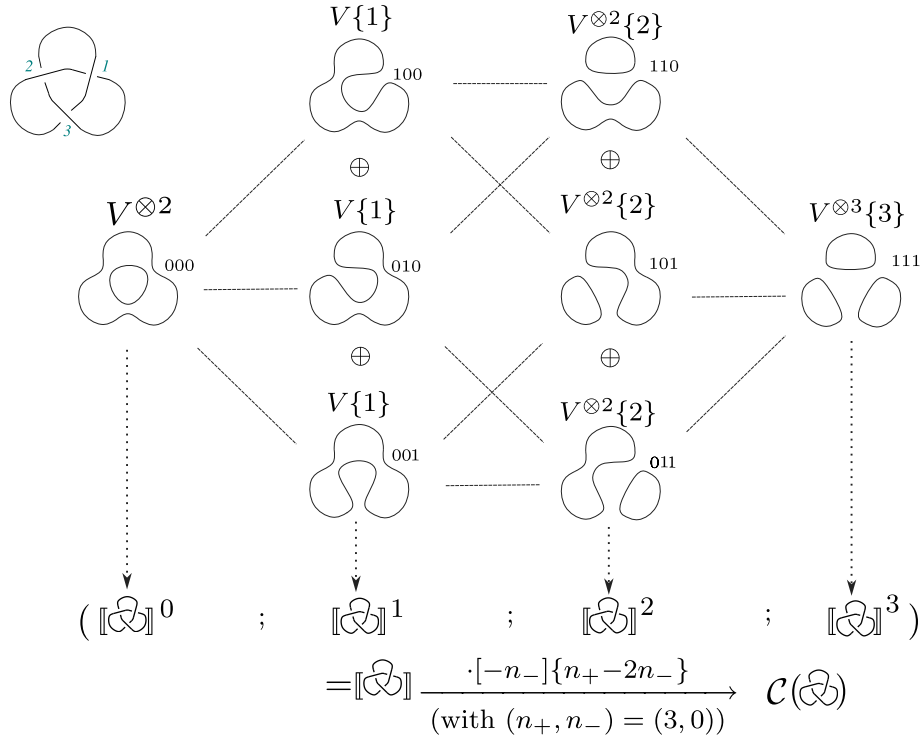 V{1} V^{⊗2}{2}
2 1
3
100 110
⊕ ⊕
V^{⊗2} V{1} V^{⊗2}{2} V^{⊗3}{3}
000 010 101 111
⊕ ⊕
V{1} V^{⊗2}{2}
001 011
( ⟦ ⟧^0 ; ⟦ ⟧^1 ; ⟦ ⟧^2 ; ⟦ ⟧^3 )
= ⟦ ⟧ ·[−n_−]{n_+−2n_−} C( )
(with (n_+, n_−) = (3, 0))